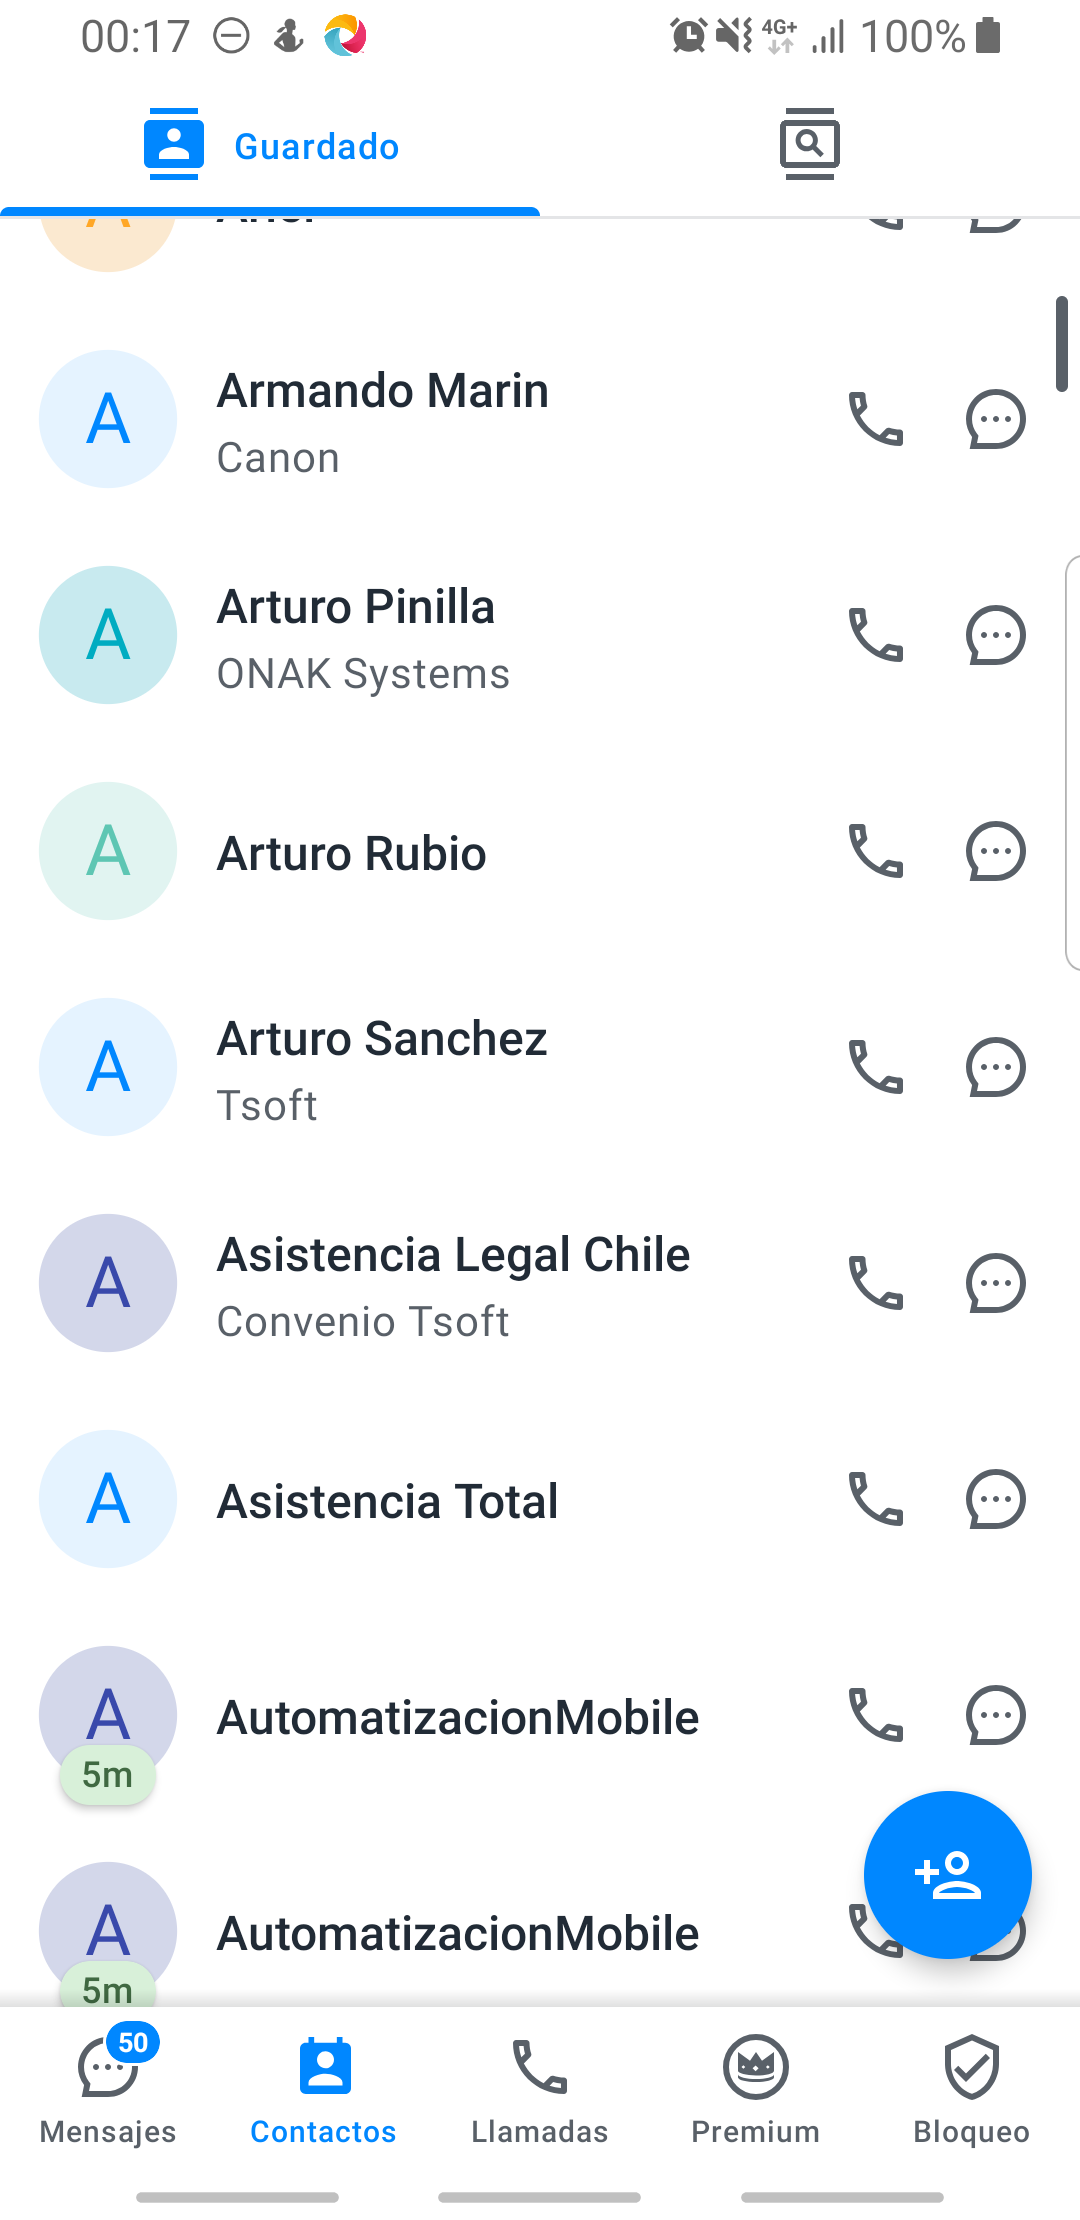 00:17
4G+
100%
Guardado
A
Armando Marin
Canon
A
Arturo Pinilla
ONAK Systems
A
Arturo Rubio
A
Arturo Sanchez
Tsoft
A
Asistencia Legal Chile
Convenio Tsoft
A
Asistencia Total
A
AutomatizacionMobile
5m
A
AutomatizacionMobile
5m
50
Mensajes
Contactos
Llamadas
Premium
Bloqueo